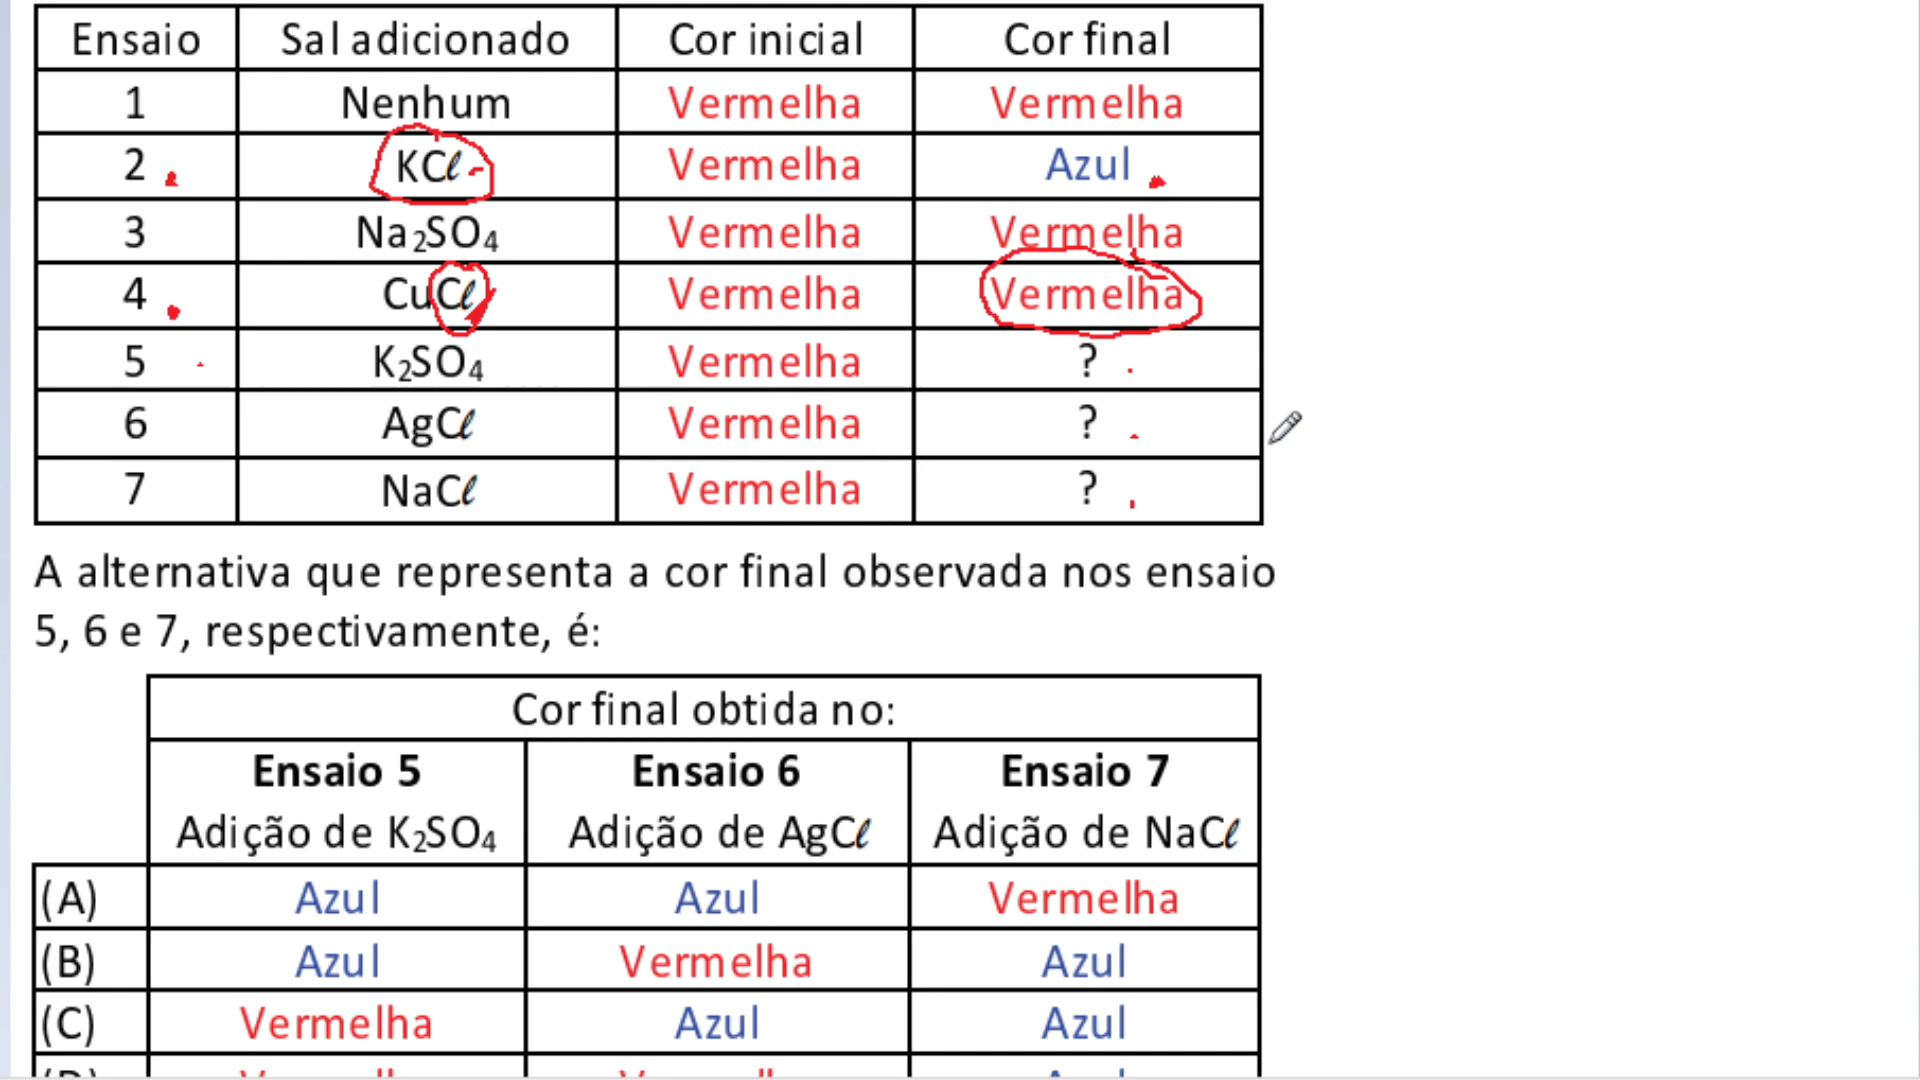 Ensaio Sal adicionado Cor inicial Cor final
1 Nenhum Vermelha Vermelha
2 KCℓ Vermelha Azul
3 Na₂SO₄ Vermelha Vermelha
4 CuCℓ Vermelha Vermelha
5 K₂SO₄ Vermelha ?
6 AgCℓ Vermelha ?
7 NaCℓ Vermelha ?
A alternativa que representa a cor final observada nos ensaio
5, 6 e 7, respectivamente, é:
Cor final obtida no:
Ensaio 5 Ensaio 6 Ensaio 7
Adição de K₂SO₄ Adição de AgCℓ Adição de NaCℓ
(A) Azul Azul Vermelha
(B) Azul Vermelha Azul
(C) Vermelha Azul Azul